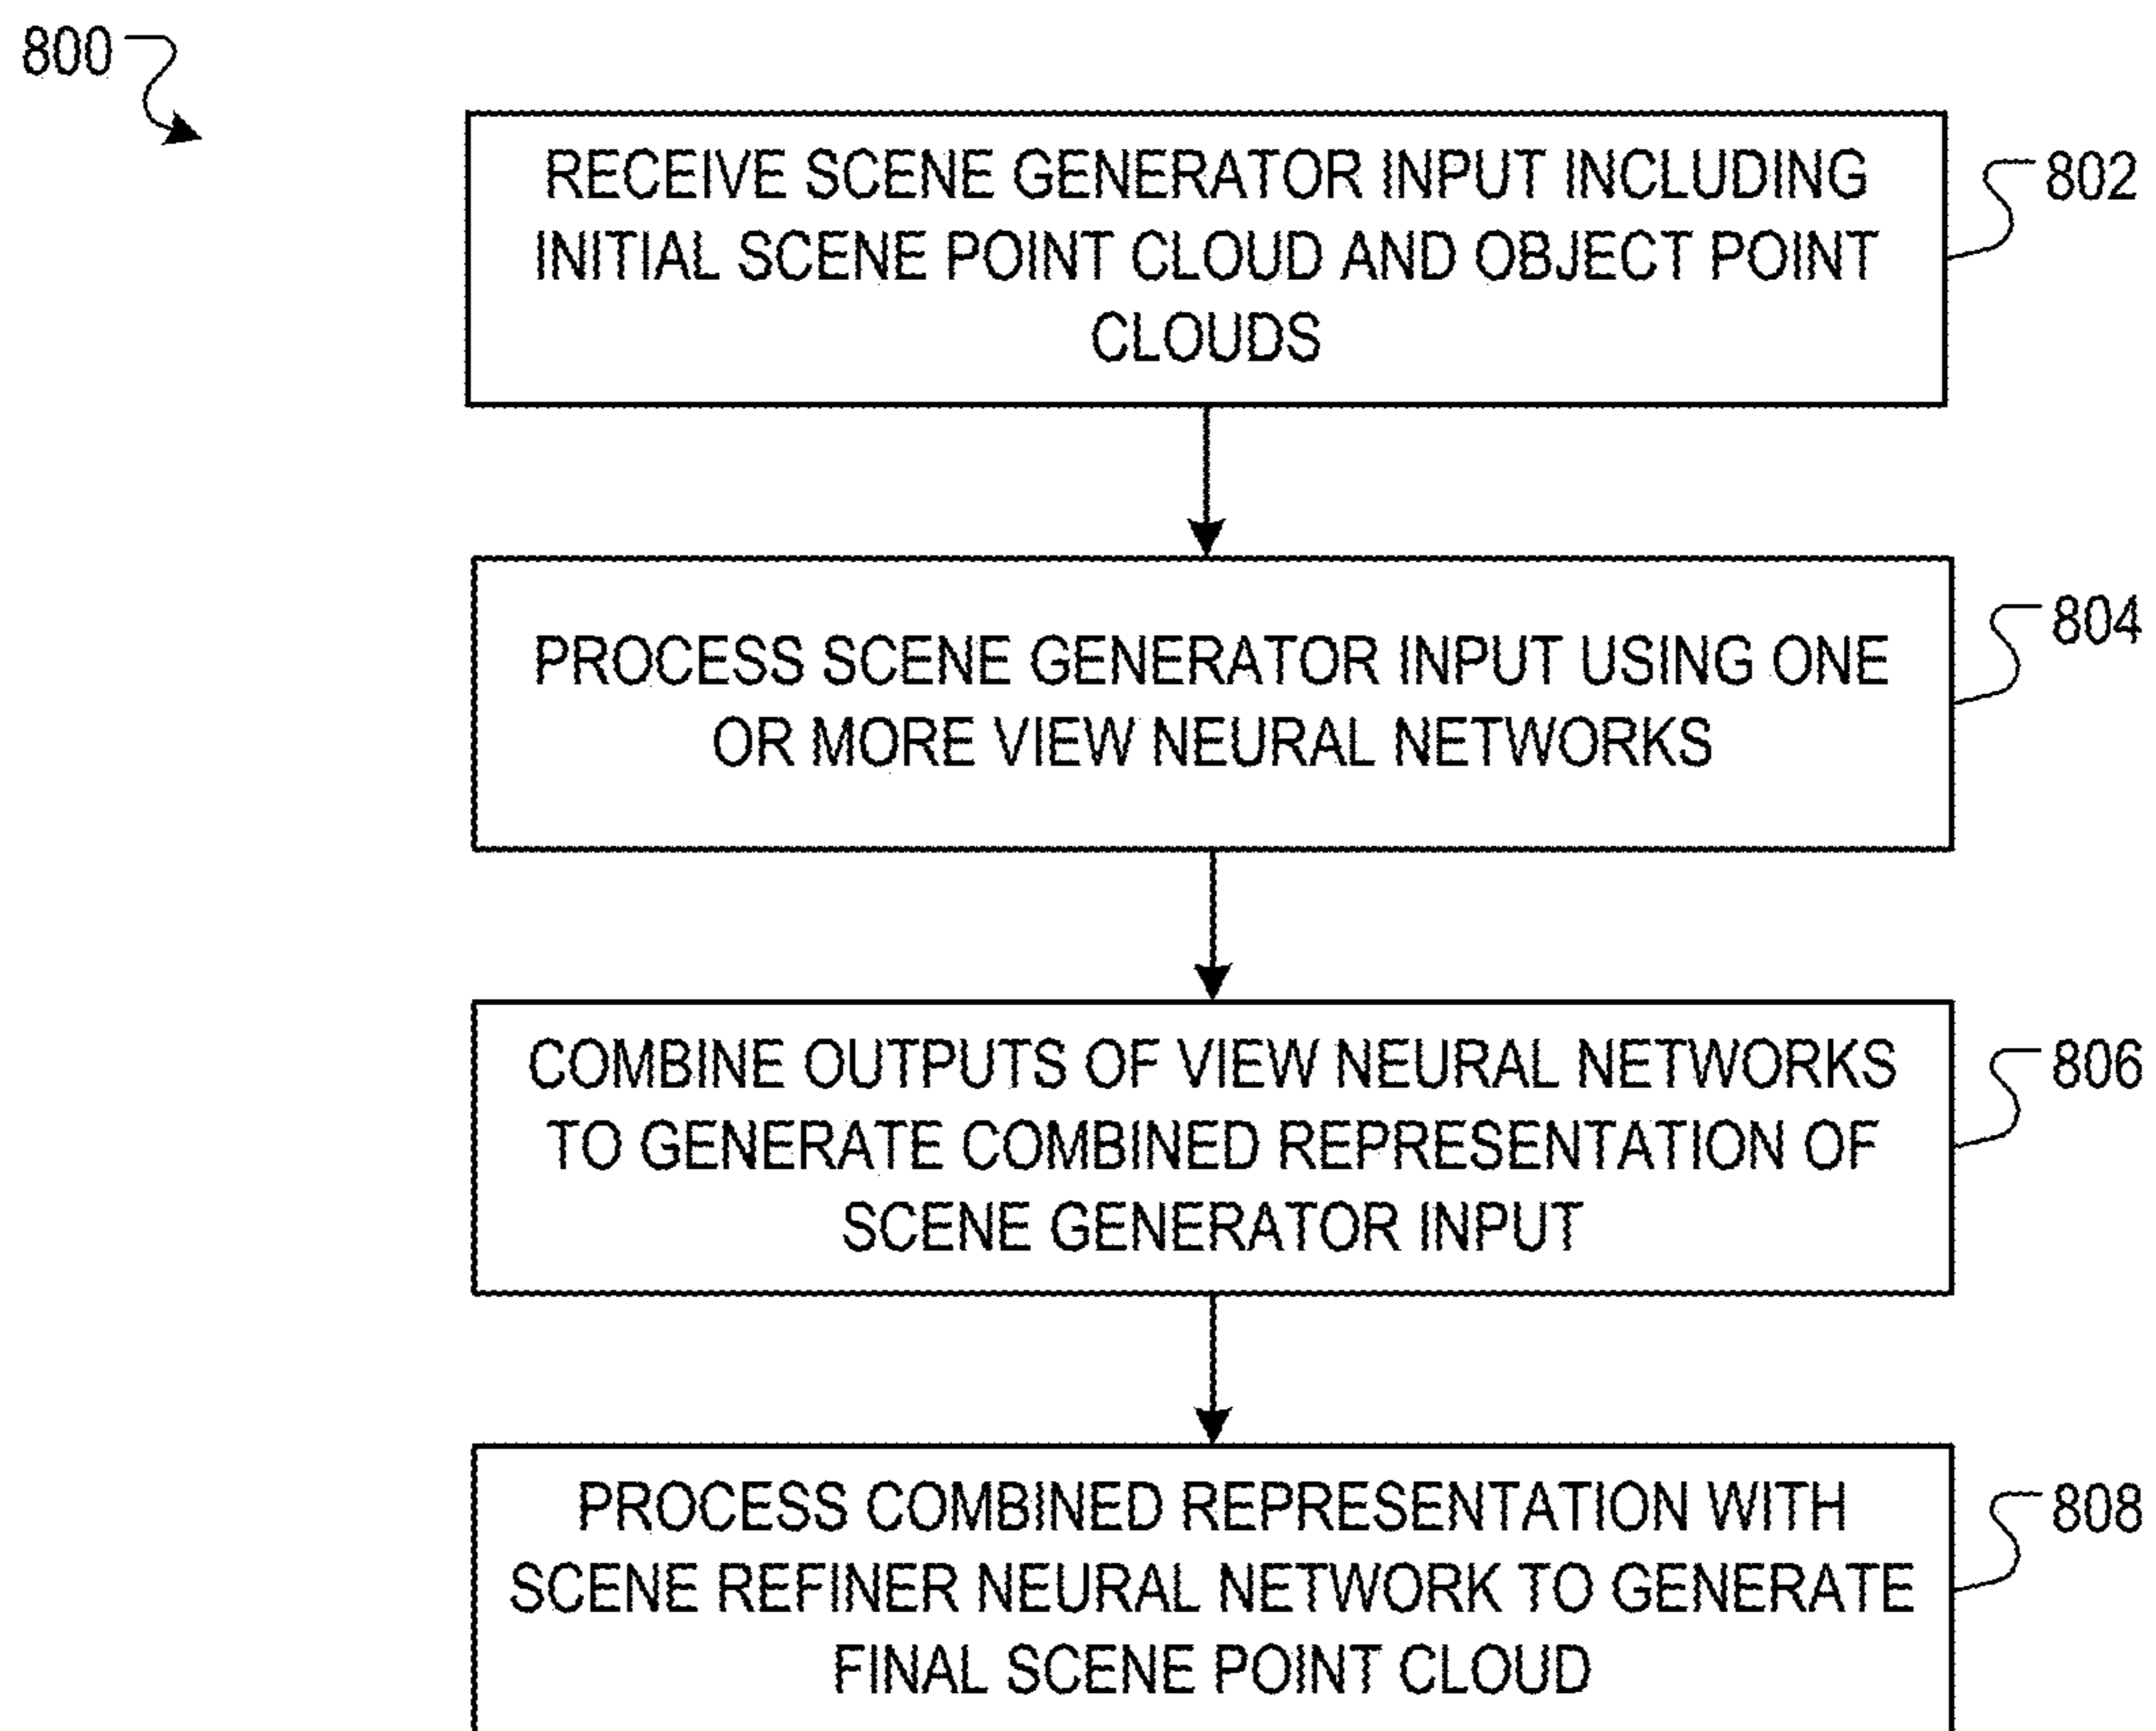 800
RECEIVE SCENE GENERATOR INPUT INCLUDING
INITIAL SCENE POINT CLOUD AND OBJECT POINT
CLOUDS
802
PROCESS SCENE GENERATOR INPUT USING ONE
OR MORE VIEW NEURAL NETWORKS
804
COMBINE OUTPUTS OF VIEW NEURAL NETWORKS
TO GENERATE COMBINED REPRESENTATION OF
SCENE GENERATOR INPUT
806
PROCESS COMBINED REPRESENTATION WITH
SCENE REFINER NEURAL NETWORK TO GENERATE
FINAL SCENE POINT CLOUD
808